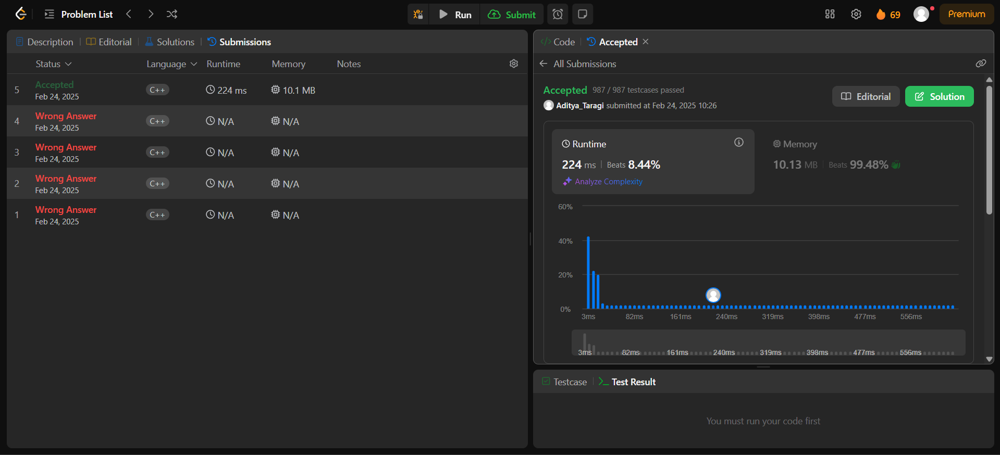 Problem List
Run
Submit
69
Premium
Description
Editorial
Solutions
Submissions
Status Language Runtime Memory Notes
5 Accepted C++ 224 ms 10.1 MB
Feb 24, 2025
4 Wrong Answer C++ N/A N/A
Feb 24, 2025
3 Wrong Answer C++ N/A N/A
Feb 24, 2025
2 Wrong Answer C++ N/A N/A
Feb 24, 2025
1 Wrong Answer C++ N/A N/A
Feb 24, 2025
Code
Accepted
All Submissions
Accepted 987 / 987 testcases passed
Aditya_Taragi submitted at Feb 24, 2025 10:26
Editorial
Solution
Runtime
224 ms Beats 8.44%
Analyze Complexity
Memory
10.13 MB Beats 99.48%
60%
40%
20%
0%
3ms 82ms 161ms 240ms 319ms 398ms 477ms 556ms
3ms 82ms 161ms 240ms 319ms 398ms 477ms 556ms
Testcase
Test Result
You must run your code first